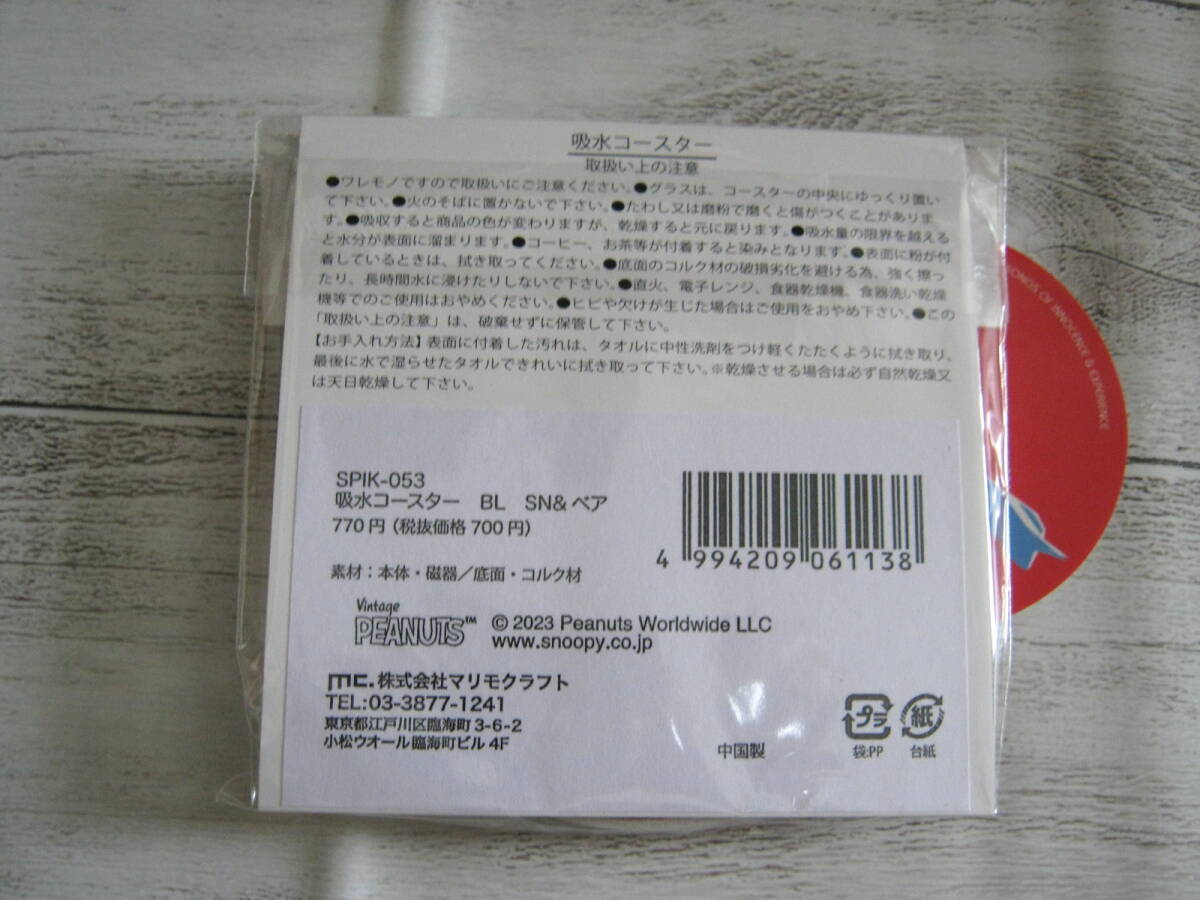 吸水コースター
取扱い上の注意
●ワレモノですので取扱いにご注意ください。●グラスは、コースターの中央にゆっくり置い
て下さい。●火のそばに置かないで下さい。●たわし又は磨粉で磨くと傷がつくことがありま
す。●吸収すると商品の色が変わりますが、乾燥すると元に戻ります。●吸水量の限界を越える
と水分が表面に溜まります。●コーヒー、お茶等が付着すると染みとなります。●表面に粉が付
着しているときは、拭き取ってください。●底面のコルク材の破損劣化を避ける為、強く擦っ
たり、長時間水に浸けたりしないで下さい。●直火、電子レンジ、食器乾燥機、食器洗い乾燥
機等でのご使用はおやめください。●ヒビや欠けが生じた場合はご使用をおやめ下さい。●この
「取扱い上の注意」は、破棄せずに保管して下さい。
【お手入れ方法】表面に付着した汚れは、タオルに中性洗剤をつけ軽くたたくように拭き取り、
最後に水で湿らせたタオルできれいに拭き取って下さい。※乾燥させる場合は必ず自然乾燥又
は天日乾燥して下さい。
SPIK-053
吸水コースター BL SN&ベア
770円(税抜価格700円)
4 994209 061138
素材:本体・磁器/底面・コルク材
Vintage
PEANUTS™
© 2023 Peanuts Worldwide LLC
www.snoopy.co.jp
mc.株式会社マリモクラフト
TEL:03-3877-1241
東京都江戸川区臨海町3-6-2
小松ウオール臨海町ビル4F
中国製
プラ
袋:PP
紙
台紙
SONGS OF INNOCENCE & EXPERIENCE